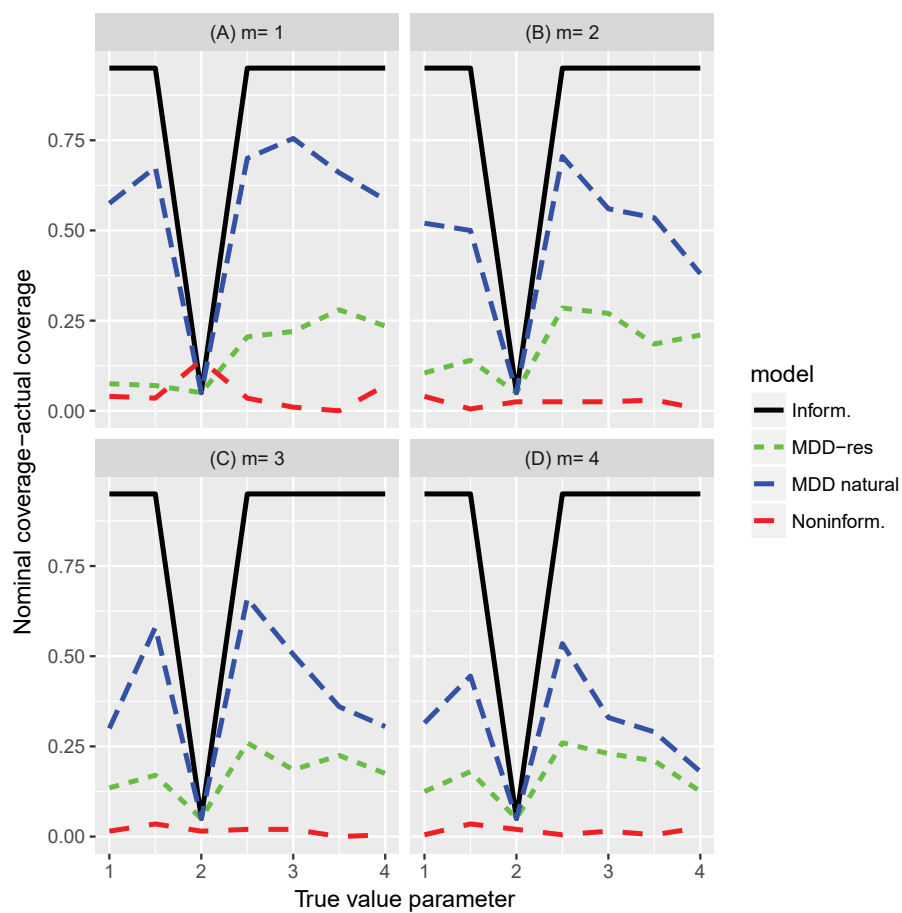 (A) m= 1
(B) m= 2
0.75
0.50
0.25
0.00
(C) m= 3
(D) m= 4
0.75
0.50
0.25
0.00
1
2
3
4
1
2
3
4
True value parameter
Nominal coverage−actual coverage
model
Inform.
MDD−res
MDD natural
Noninform.